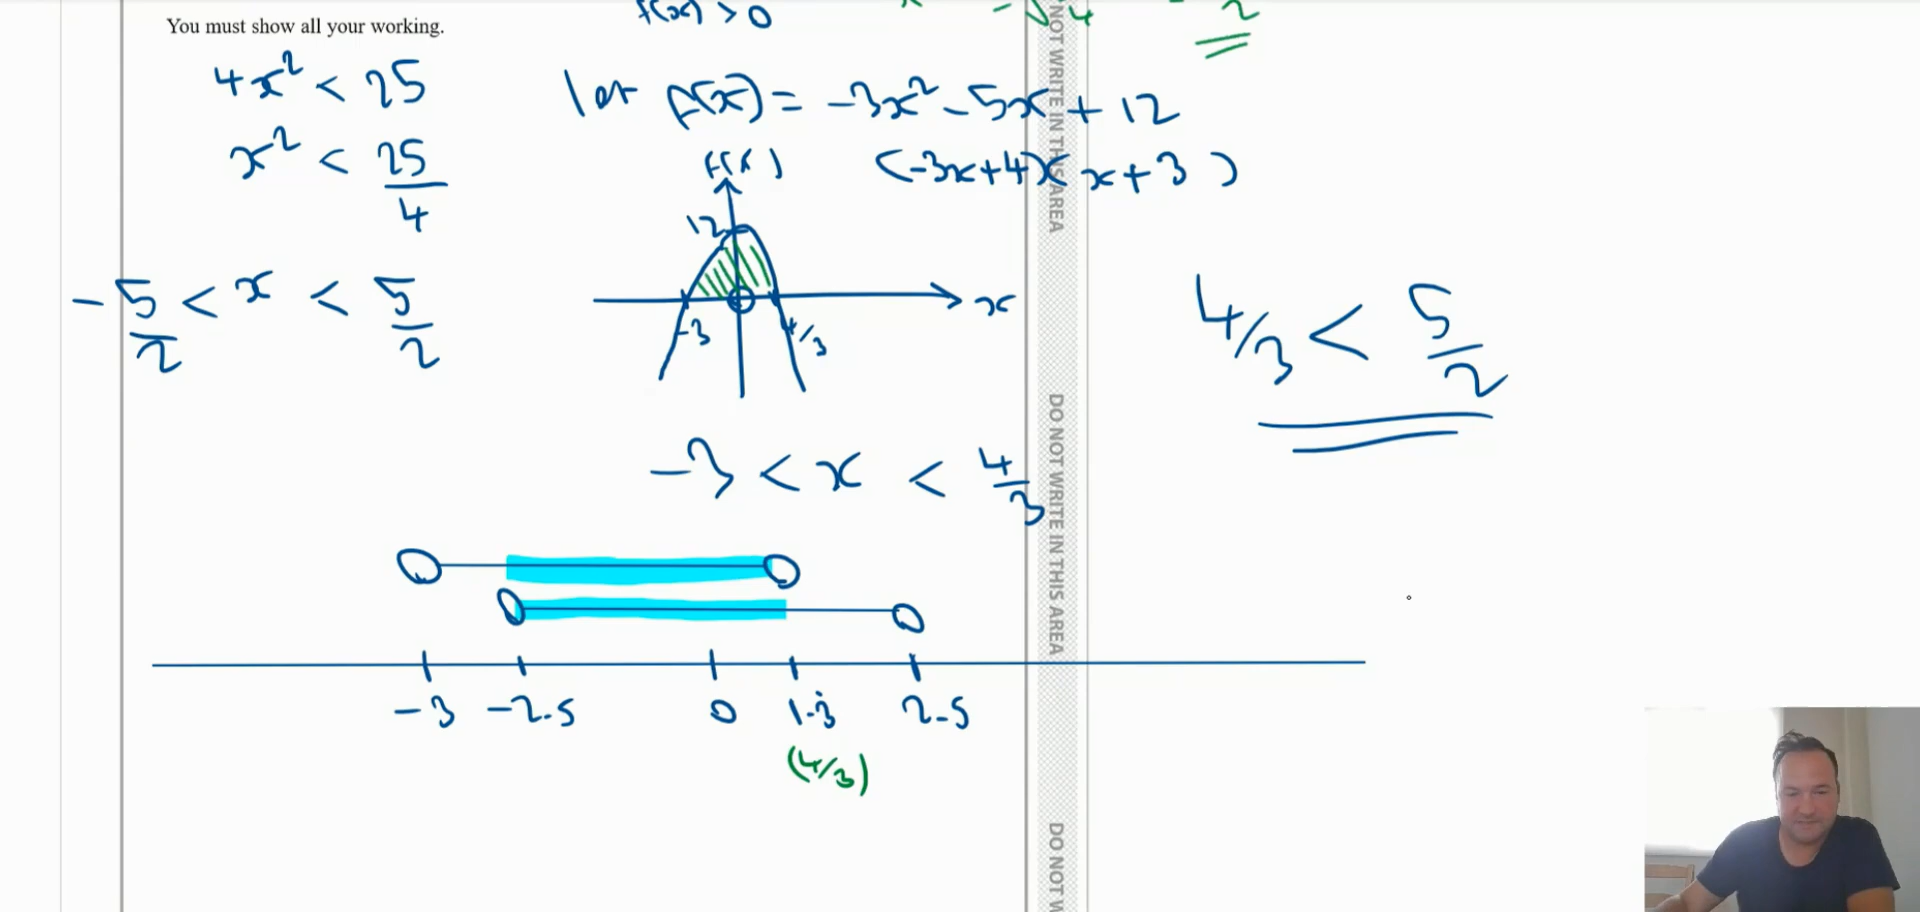 You must show all your working.
f(x) > 0
2
4x² < 25
x² < 25/4
-5/2 < x < 5/2
let f(x) = -3x² - 5x + 12
(-3x+4)(x+3)
f(x)
12
x
-3
4/3
-3 < x < 4/3
4/3 < 5/2
-3 -2.5 0 1.3̇ 2.5
(4/3)
DO NOT WRITE IN THIS AREA
DO NOT WRITE IN THIS AREA
DO NOT W